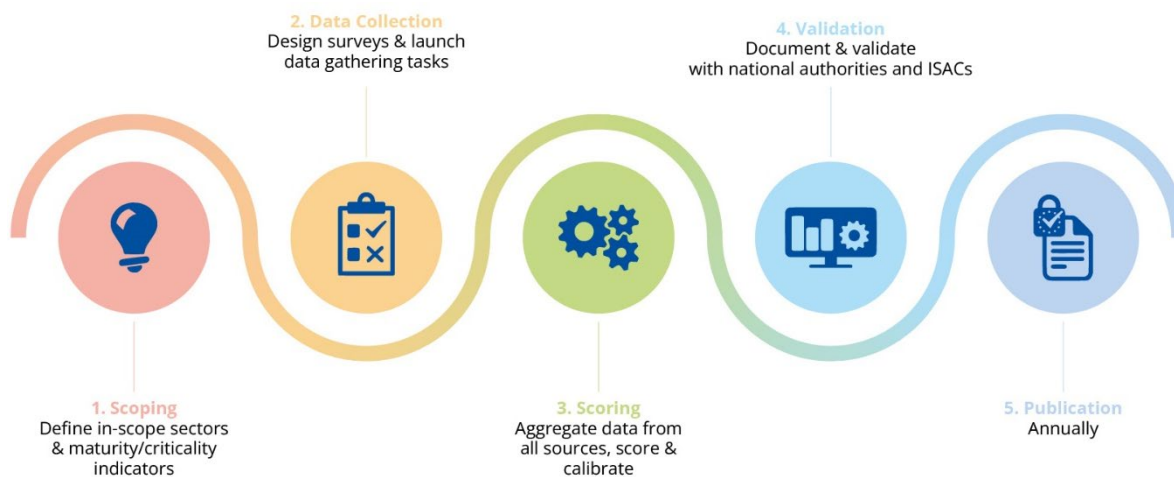 1. Scoping
Define in-scope sectors
& maturity/criticality
indicators
2. Data Collection
Design surveys & launch
data gathering tasks
3. Scoring
Aggregate data from
all sources, score &
calibrate
4. Validation
Document & validate
with national authorities and ISACs
5. Publication
Annually